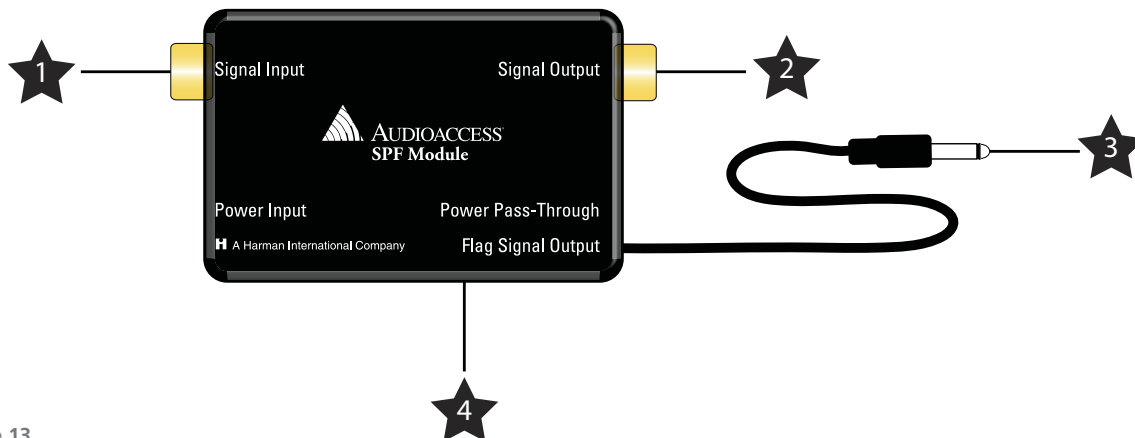 1
Signal Input
Signal Output
2
AUDIOACCESS
SPF Module
3
Power Input
Power Pass-Through
H A Harman International Company
Flag Signal Output
4
13